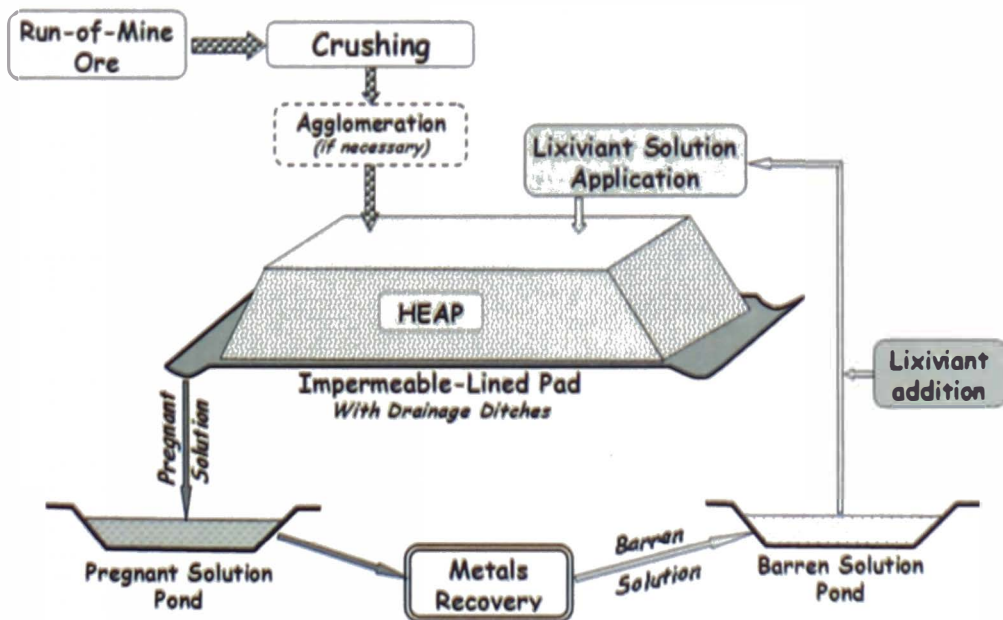 Run-of-Mine
Ore
Crushing
Agglomeration
(if necessary)
Lixiviant Solution
Application
HEAP
Impermeable-Lined Pad
With Drainage Ditches
Lixiviant
addition
Pregnant
Solution
Pregnant Solution
Pond
Metals
Recovery
Barren
Solution
Barren Solution
Pond